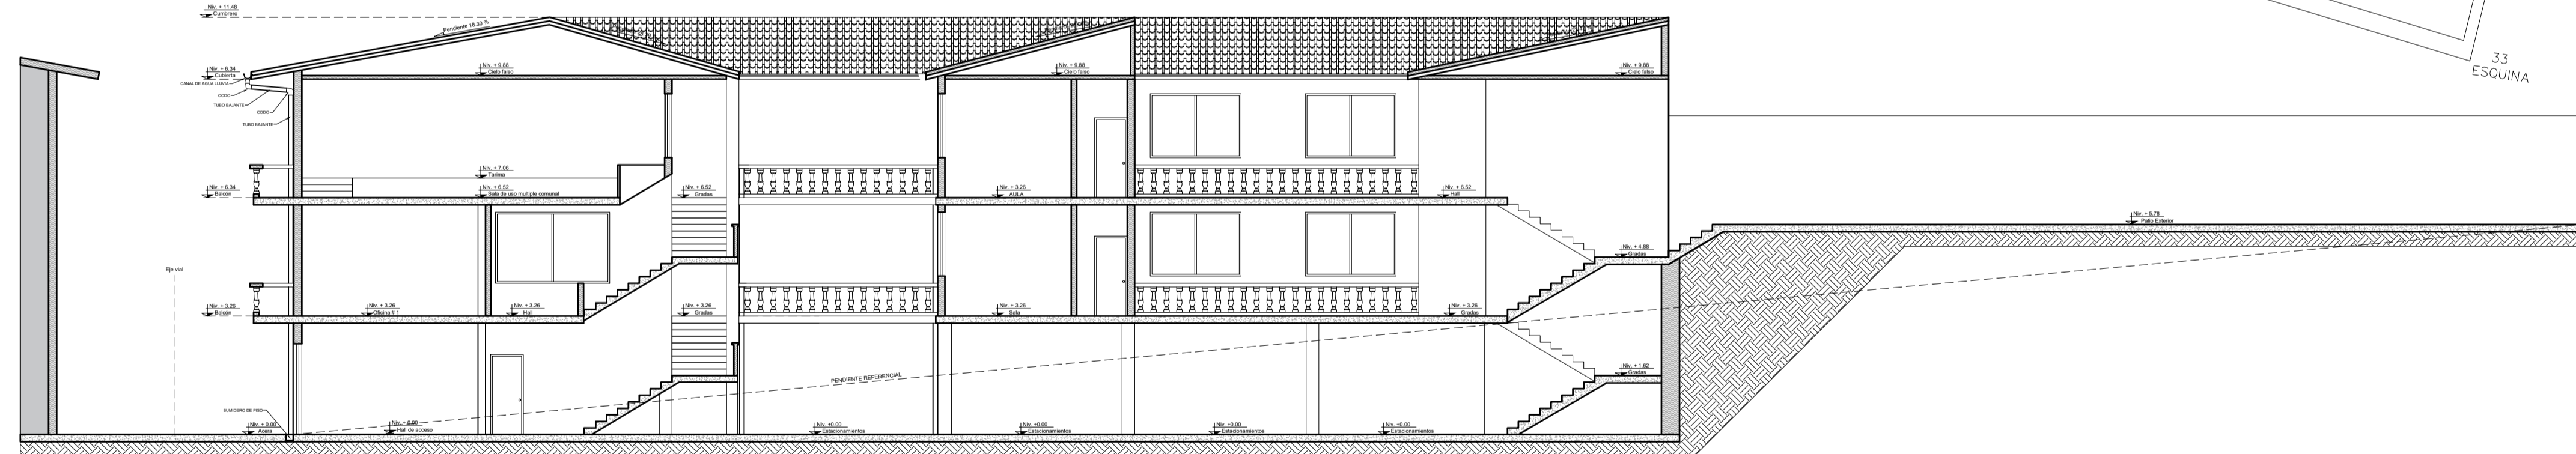 Niv. + 11.48
Cumbrero
Pendiente 18.30 %
33
ESQUINA
Niv. + 6.34
Cubierta
CANAL DE AGUA LLUVIA
CODO
TUBO BAJANTE
CODO
TUBO BAJANTE
Niv. + 9.88
Cielo falso
Niv. + 9.88
Cielo falso
Niv. + 9.88
Cielo falso
Niv. + 7.06
Tarima
Niv. + 6.34
Balcón
Niv. + 6.52
Sala de uso multiple comunal
Niv. + 6.52
Gradas
Niv. + 3.26
AULA
Niv. + 6.52
Hall
Niv. + 5.78
Patio Exterior
Niv. + 4.88
Gradas
Eje vial
Niv. + 3.26
Balcón
Niv. + 3.26
Oficina # 1
Niv. + 3.26
Hall
Niv. + 3.26
Gradas
Niv. + 3.26
Sala
Niv. + 3.26
Gradas
PENDIENTE REFERENCIAL
Niv. + 1.62
Gradas
SUMIDERO DE PISO
Niv. + 0.00
Acera
Niv. + 0.00
Hall de acceso
Niv. +0.00
Estacionamientos
Niv. +0.00
Estacionamientos
Niv. +0.00
Estacionamientos
Niv. +0.00
Estacionamientos